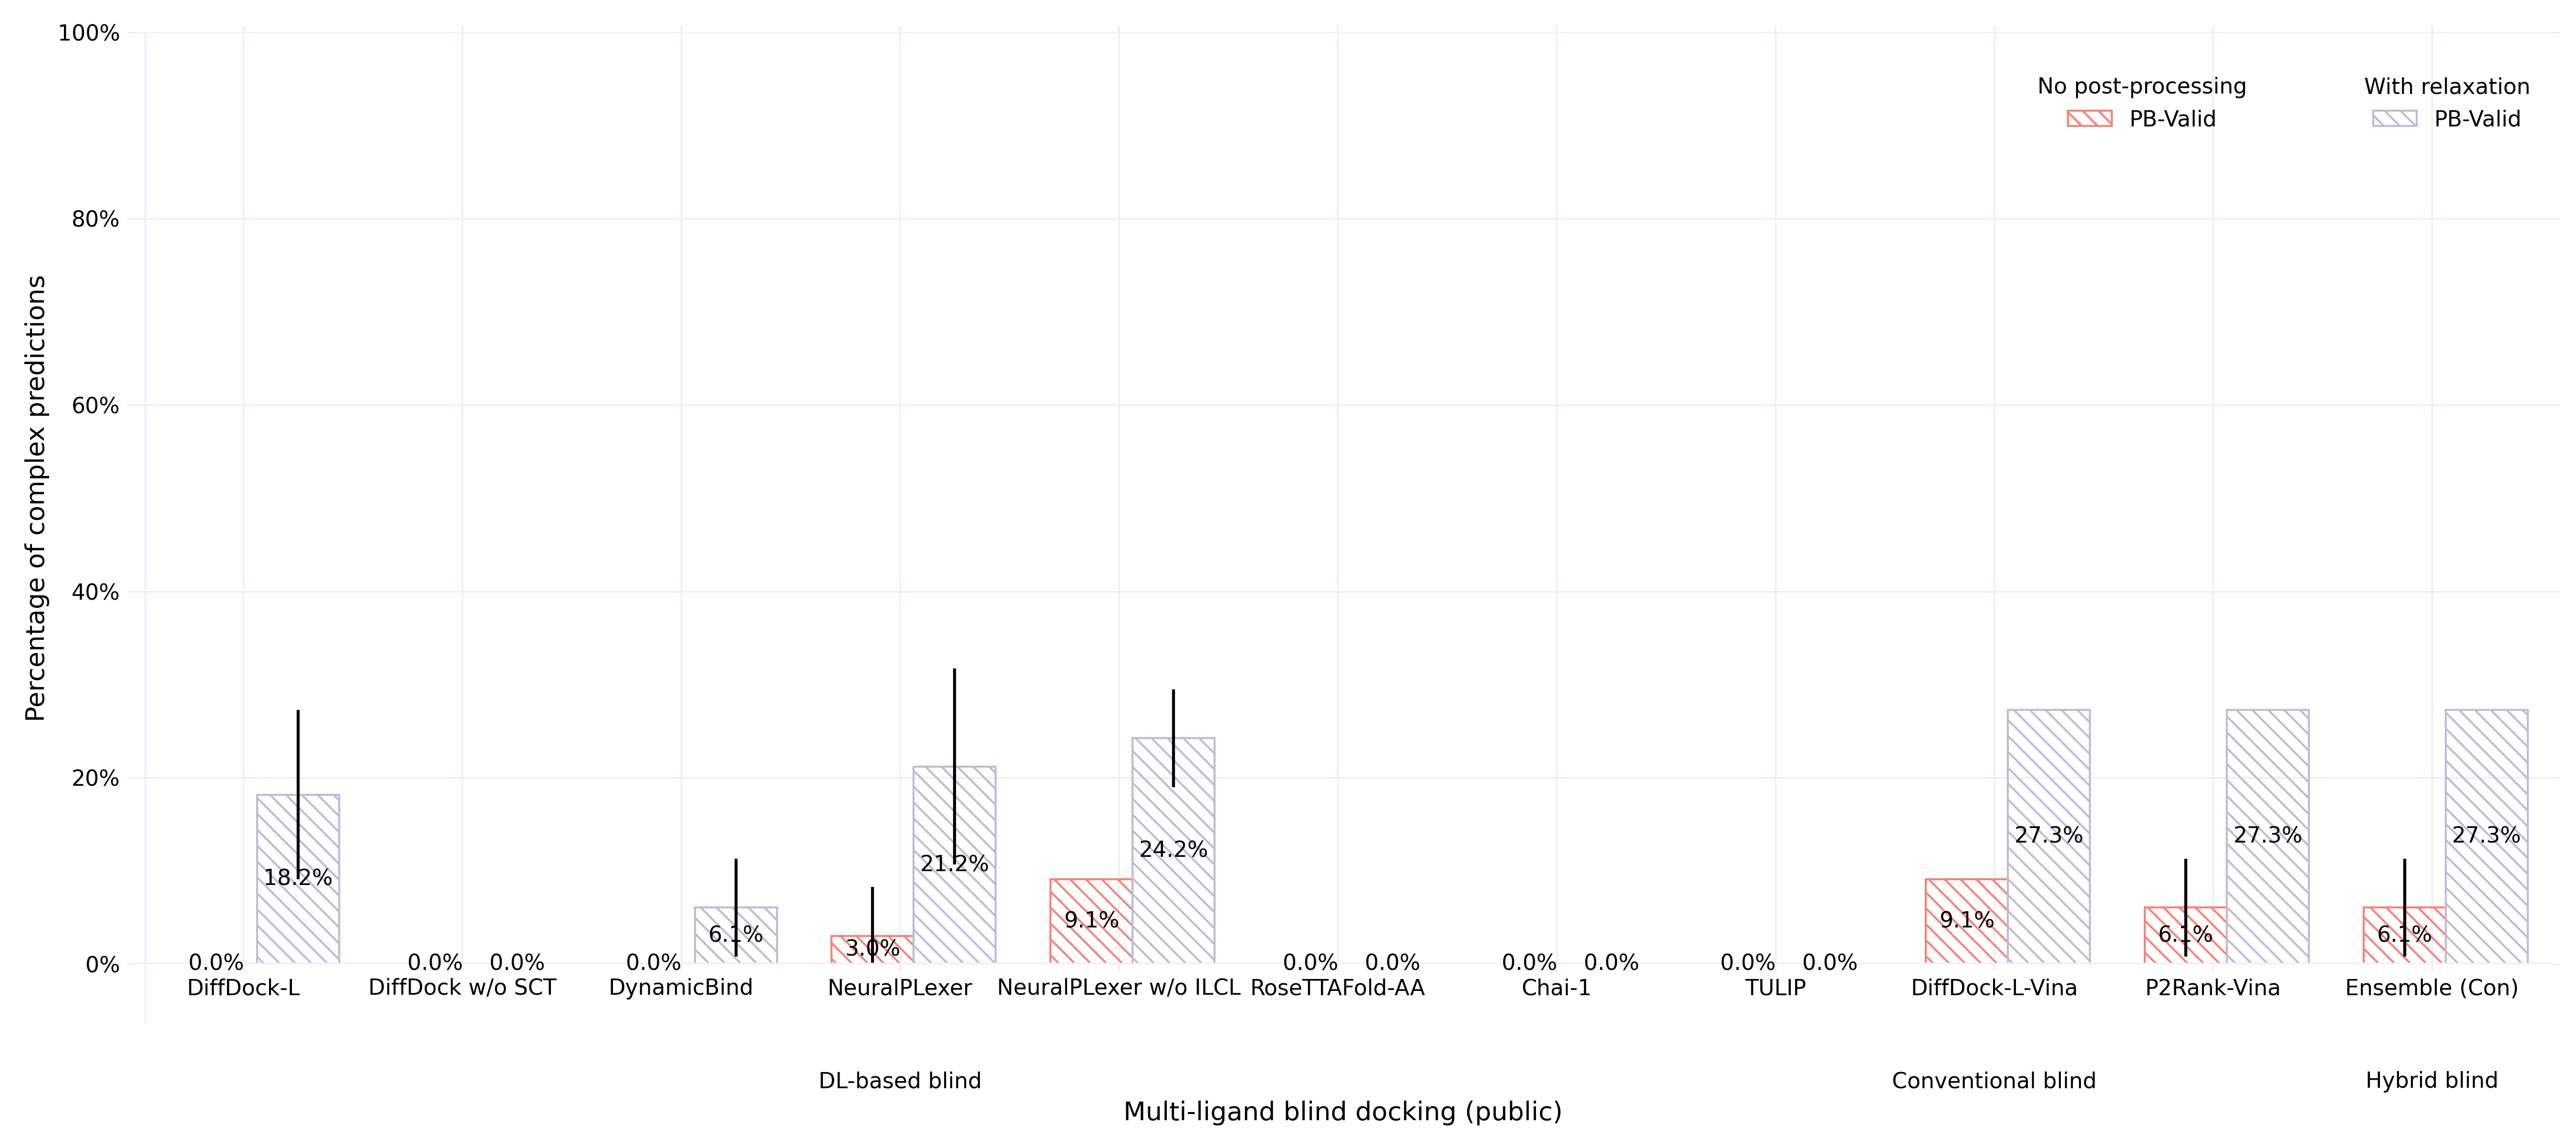 100%
80%
60%
40%
20%
0%
Percentage of complex predictions
No post-processing
PB-Valid
With relaxation
PB-Valid
0.0%
18.2%
0.0%
0.0%
0.0%
6.1%
3.0%
21.2%
9.1%
24.2%
0.0%
0.0%
0.0%
0.0%
0.0%
0.0%
9.1%
27.3%
6.1%
27.3%
6.1%
27.3%
DiffDock-L
DiffDock w/o SCT
DynamicBind
NeuralPLexer
NeuralPLexer w/o ILCL
RoseTTAFold-AA
Chai-1
TULIP
DiffDock-L-Vina
P2Rank-Vina
Ensemble (Con)
DL-based blind
Conventional blind
Hybrid blind
Multi-ligand blind docking (public)